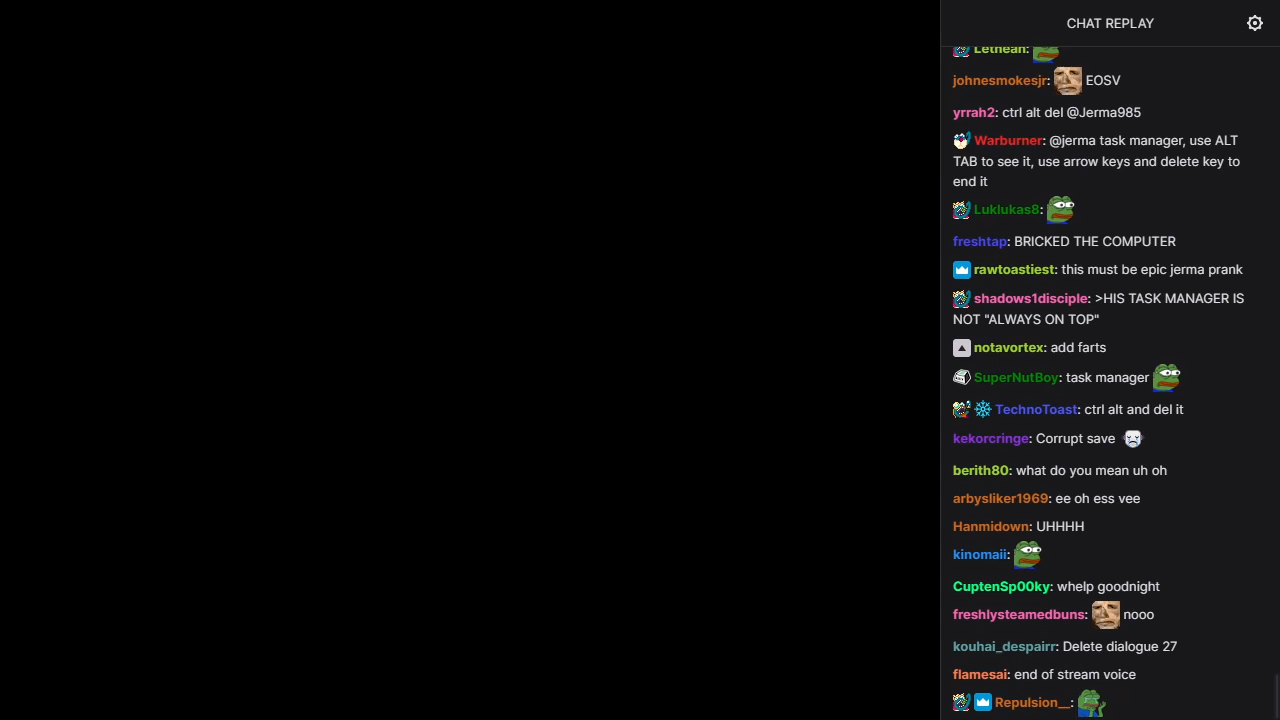 CHAT REPLAY
Lethean:
johnesmokesjr: EOSV
yrrah2: ctrl alt del @Jerma985
Warburner: @jerma task manager, use ALT
TAB to see it, use arrow keys and delete key to
end it
Luklukas8:
freshtap: BRICKED THE COMPUTER
rawtoastiest: this must be epic jerma prank
shadows1disciple: >HIS TASK MANAGER IS
NOT "ALWAYS ON TOP"
notavortex: add farts
SuperNutBoy: task manager
TechnoToast: ctrl alt and del it
kekorcringe: Corrupt save
berith80: what do you mean uh oh
arbysliker1969: ee oh ess vee
Hanmidown: UHHHH
kinomaii:
CuptenSp00ky: whelp goodnight
freshlysteamedbuns: nooo
kouhai_despairr: Delete dialogue 27
flamesai: end of stream voice
Repulsion__: